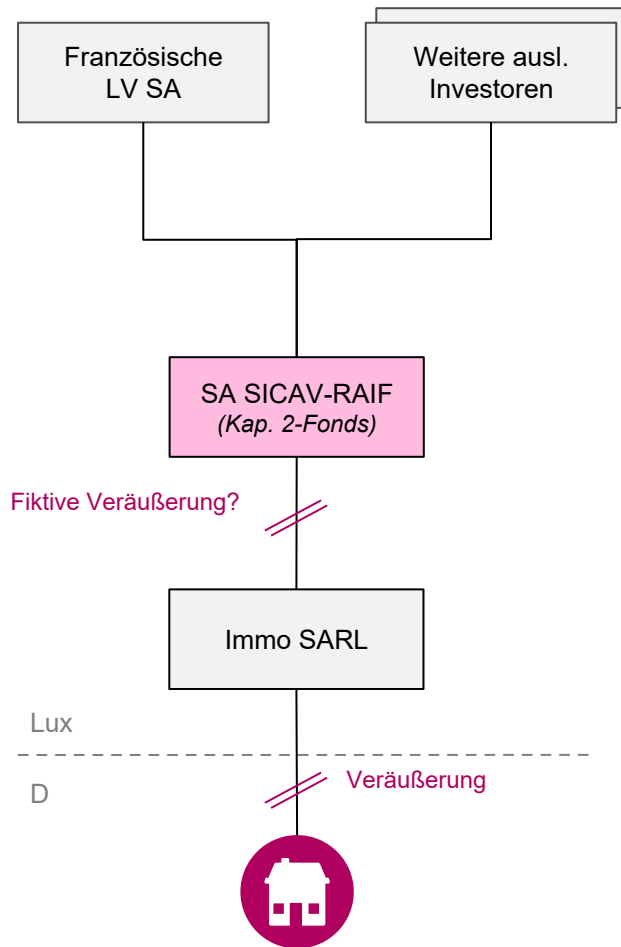 Französische
LV SA
Weitere ausl.
Investoren
SA SICAV-RAIF
(Kap. 2-Fonds)
Fiktive Veräußerung?
Immo SARL
Lux
D
Veräußerung